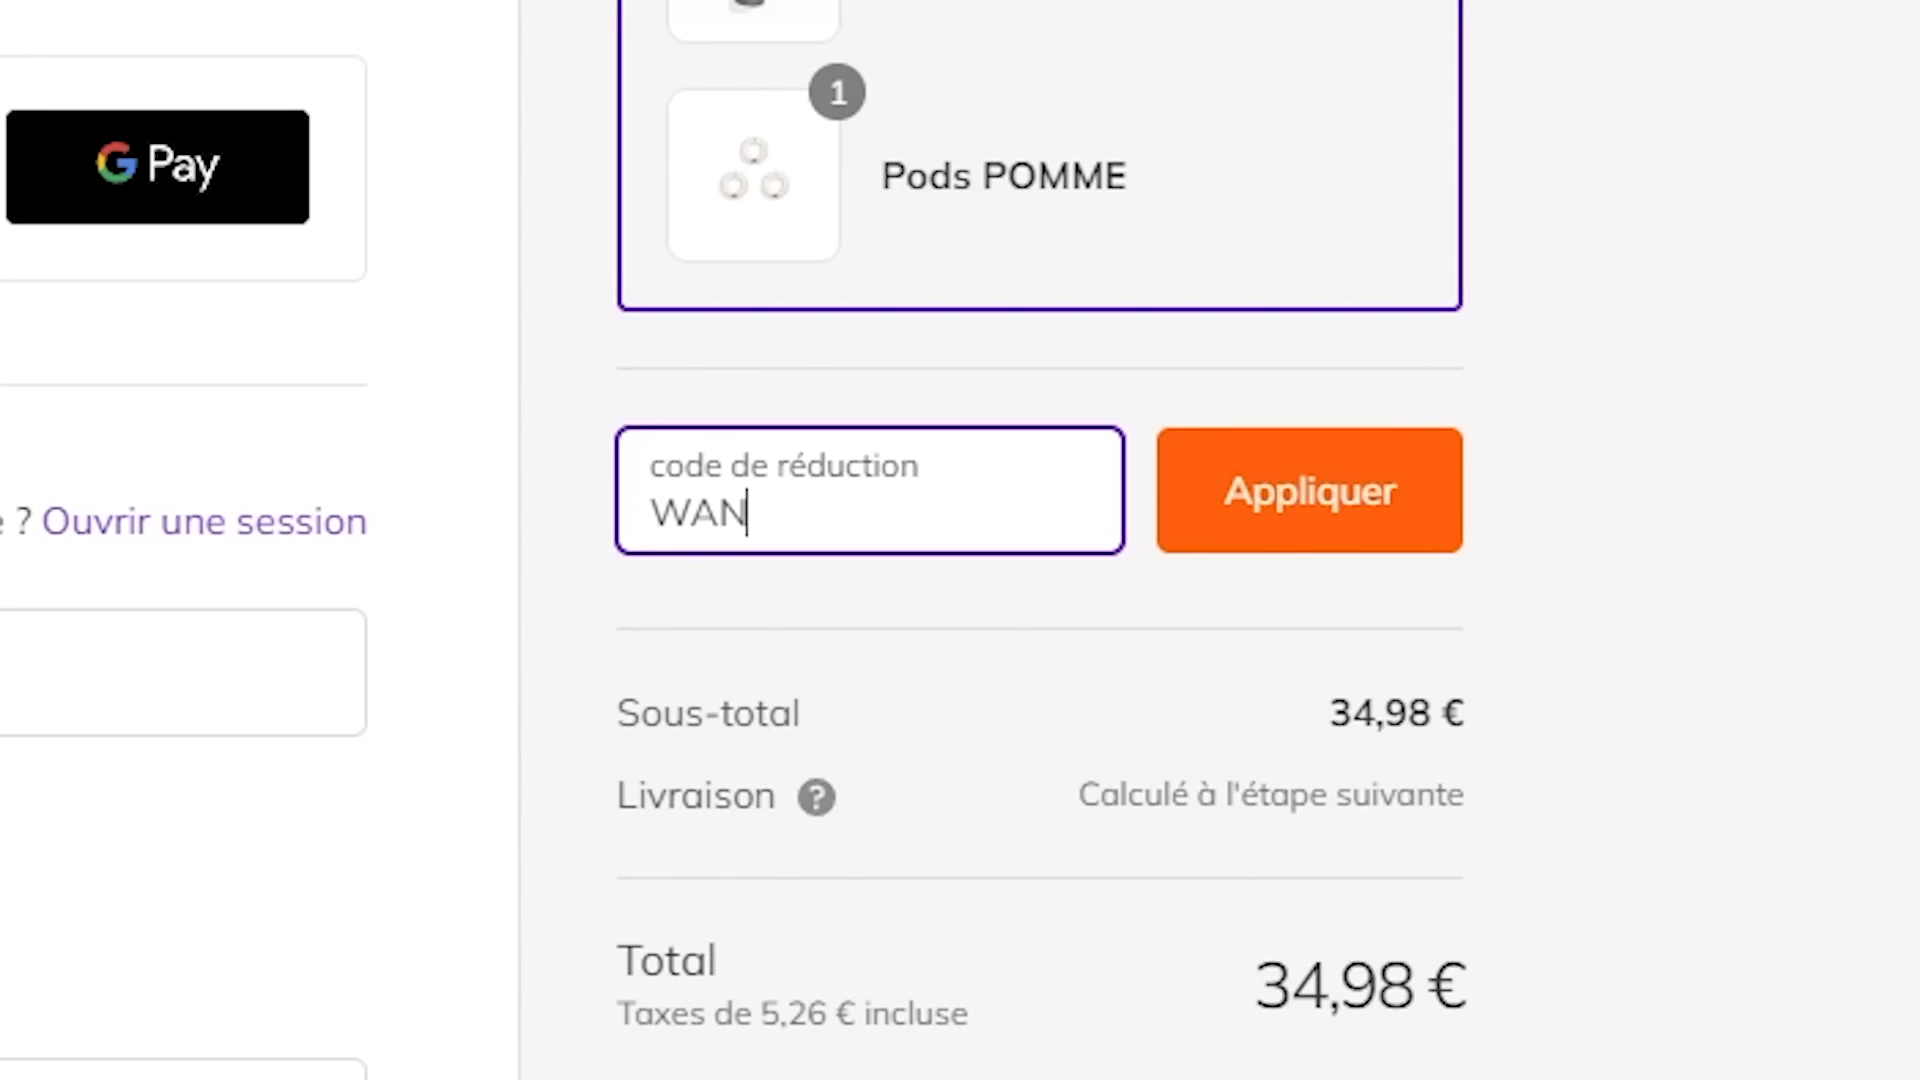 G Pay
1
Pods POMME
code de réduction
WAN
Appliquer
? Ouvrir une session
Sous-total
34,98 €
Livraison ?
Calculé à l'étape suivante
Total
Taxes de 5,26 € incluse
34,98 €